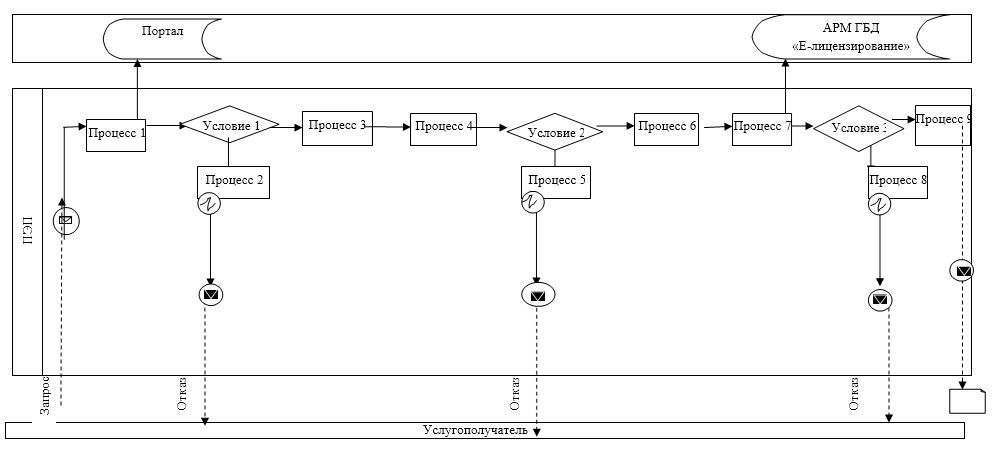 Портал
АРМ ГБД
«Е-лицензирование»
Процесс 1
Условие 1
Процесс 3
Процесс 4
Условие 2
Процесс 6
Процесс 7
Условие
Процесс 9
Процесс 2
Процесс 5
Процесс 8
Запрос
Отказ
Отказ
Отказ
Услугополучатель